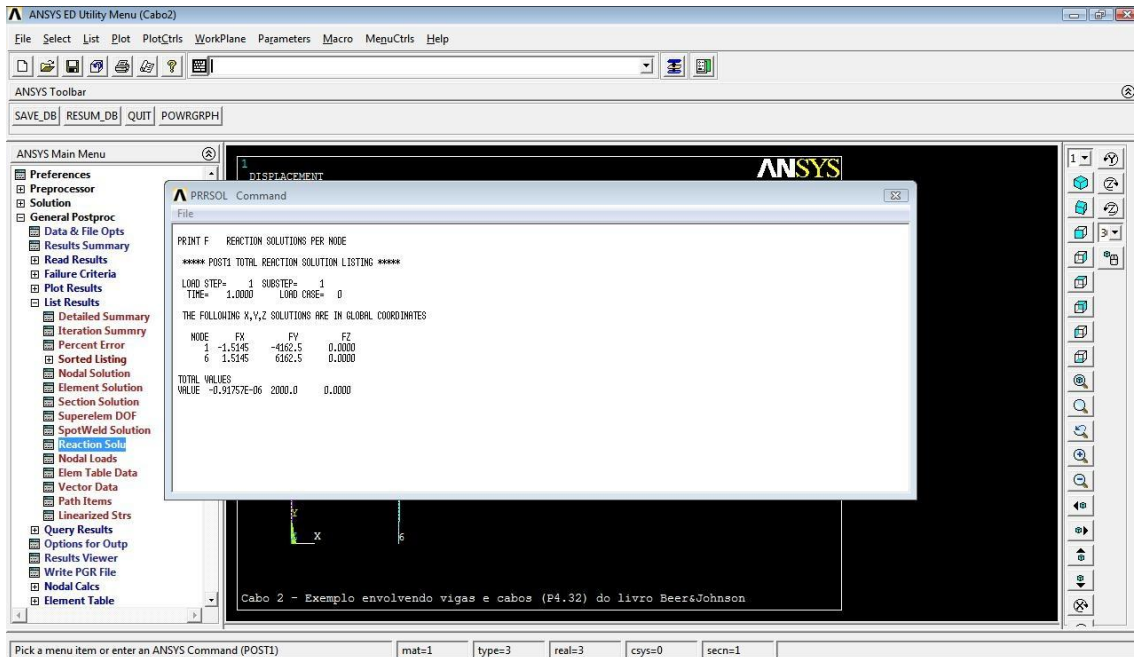 ANSYS ED Utility Menu (Cabo2)
File Select List Plot PlotCtrls WorkPlane Parameters Macro MenuCtrls Help
ANSYS Toolbar
SAVE_DB RESUM_DB QUIT POWRGRPH
ANSYS Main Menu
Preferences
Preprocessor
Solution
General Postproc
Data & File Opts
Results Summary
Read Results
Failure Criteria
Plot Results
List Results
Detailed Summary
Iteration Summry
Percent Error
Sorted Listing
Nodal Solution
Element Solution
Section Solution
Superelem DOF
SpotWeld Solution
Reaction Solu
Nodal Loads
Elem Table Data
Vector Data
Path Items
Linearized Strs
Query Results
Options for Outp
Results Viewer
Write PGR File
Nodal Calcs
Element Table
1
DISPLACEMENT
ANSYS
PRRSOL Command
File
PRINT F REACTION SOLUTIONS PER NODE
***** POST1 TOTAL REACTION SOLUTION LISTING *****
LOAD STEP= 1 SUBSTEP= 1
TIME= 1.0000 LOAD CASE= 0
THE FOLLOWING X,Y,Z SOLUTIONS ARE IN GLOBAL COORDINATES
NODE FX FY FZ
1 -1.5145 -4162.5 0.0000
6 1.5145 6162.5 0.0000
TOTAL VALUES
VALUE -0.91757E-06 2000.0 0.0000
Y
X
6
Cabo 2 - Exemplo envolvendo vigas e cabos (P4.32) do livro Beer&Johnson
1
3
Pick a menu item or enter an ANSYS Command (POST1) mat=1 type=3 real=3 csys=0 secn=1